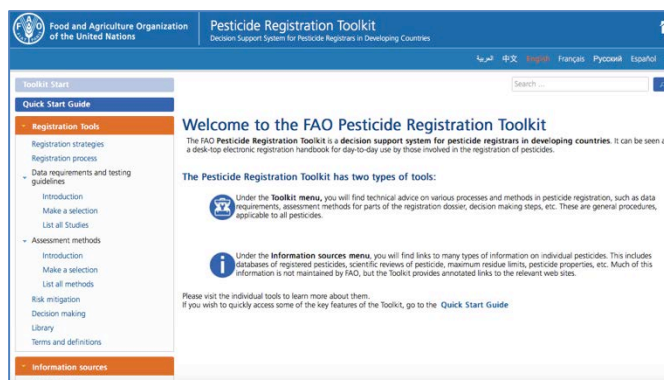 Food and Agriculture Organization
of the United Nations
Pesticide Registration Toolkit
Decision Support System for Pesticide Registrars in Developing Countries
العربية 中文 English Français Русский Español
Toolkit Start
Search ...
Quick Start Guide
Registration Tools
Registration strategies
Registration process
Data requirements and testing
guidelines
Introduction
Make a selection
List all Studies
Assessment methods
Introduction
Make a selection
List all methods
Risk mitigation
Decision making
Library
Terms and definitions
Information sources
Welcome to the FAO Pesticide Registration Toolkit
The FAO Pesticide Registration Toolkit is a decision support system for pesticide registrars in developing countries. It can be seen a
a desk-top electronic registration handbook for day-to-day use by those involved in the registration of pesticides.
The Pesticide Registration Toolkit has two types of tools:
Under the Toolkit menu, you will find technical advice on various processes and methods in pesticide registration, such as data
requirements, assessment methods for parts of the registration dossier, decision making steps, etc. These are general procedures,
applicable to all pesticides.
Under the Information sources menu, you will find links to many types of information on individual pesticides. This includes
databases of registered pesticides, scientific reviews of pesticide, maximum residue limits, pesticide properties, etc. Much of this
information is not maintained by FAO, but the Toolkit provides annotated links to the relevant web sites.
Please visit the individual tools to learn more about them.
If you wish to quickly access some of the key features of the Toolkit, go to the Quick Start Guide